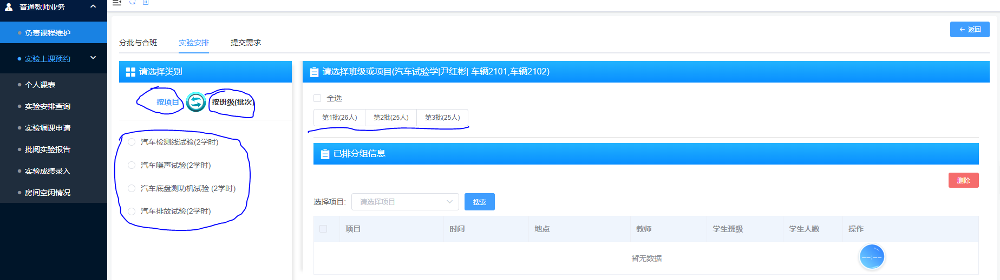 普通教师业务
负责课程维护
实验上课预约
个人课表
实验安排查询
实验调课申请
批阅实验报告
实验成绩录入
房间空闲情况
返回
分批与合班 实验安排 提交需求
请选择类别
按项目 按班级(批次)
汽车检测线试验(2学时)
汽车噪声试验(2学时)
汽车底盘测功机试验 (2学时)
汽车排放试验(2学时)
请选择班级或项目(汽车试验学|尹红彬| 车辆2101,车辆2102)
全选
第1批(26人) 第2批(25人) 第3批(25人)
已排分组信息
删除
选择项目: 请选择项目 搜索
项目 时间 地点 教师 学生班级 学生人数 操作
暂无数据